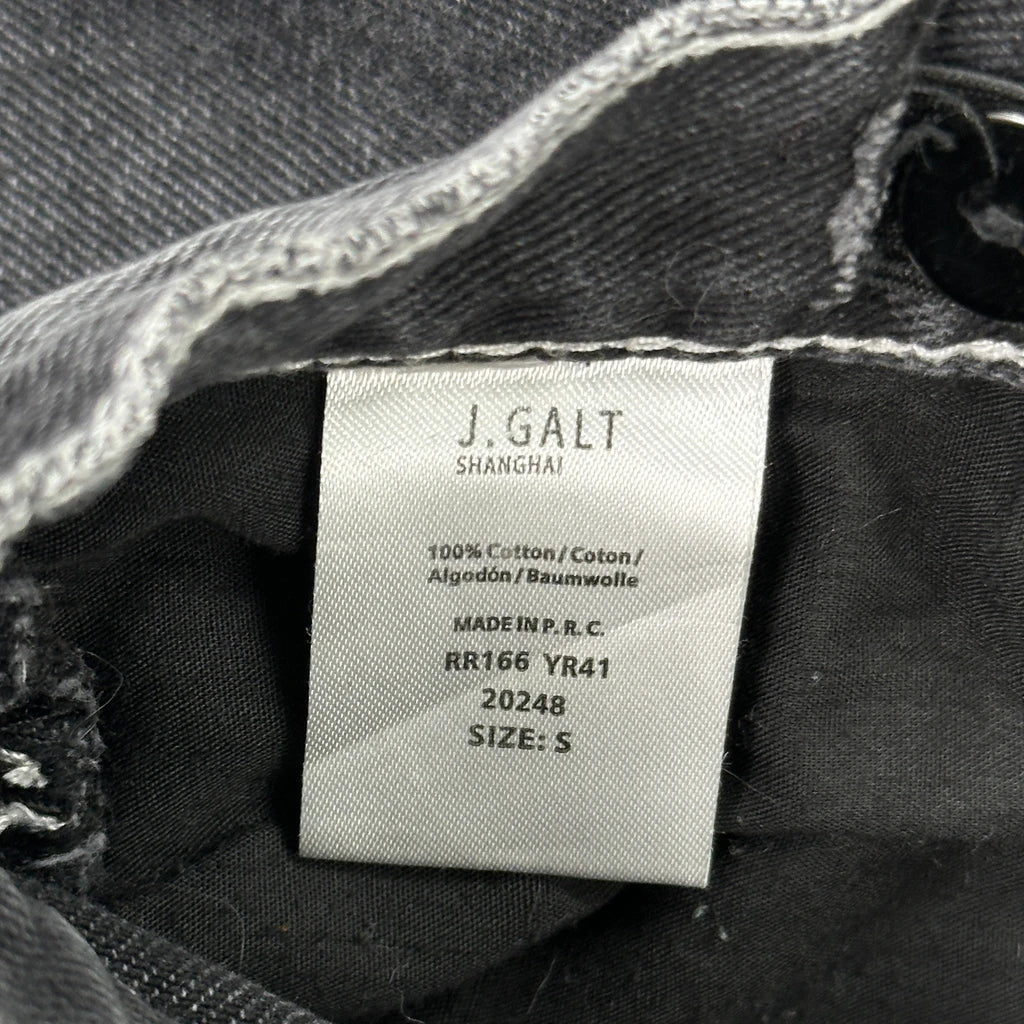 J.GALT
SHANGHAI
100% Cotton/Coton/
Algodón/Baumwolle
MADE IN P.R.C.
RR166 YR41
20248
SIZE: S